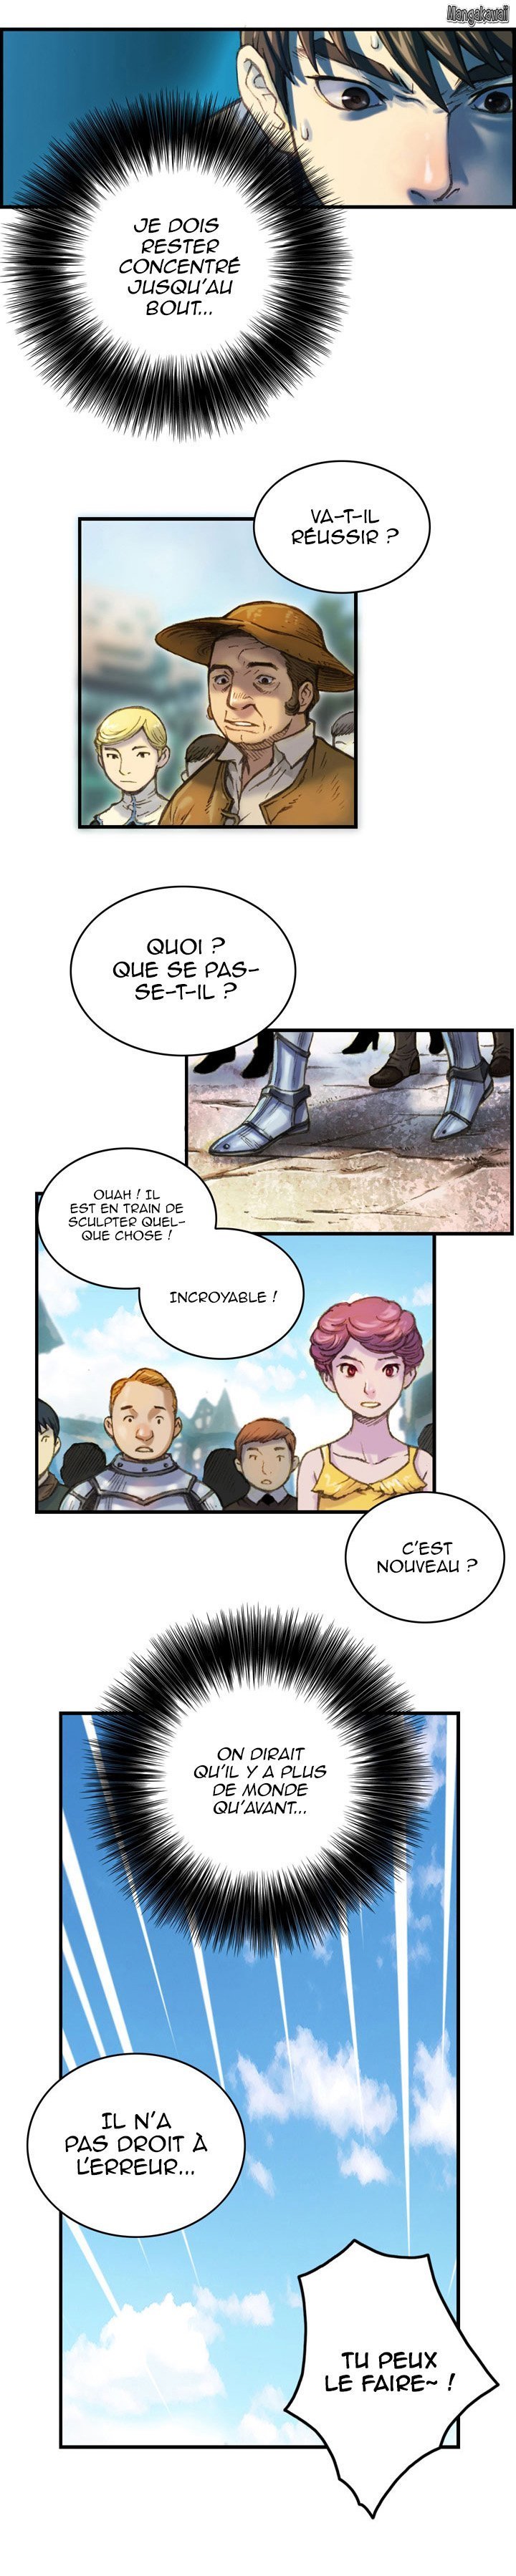 Mangakawaii
JE DOIS
RESTER
CONCENTRÉ
JUSQU'AU
BOUT...
VA-T-IL
RÉUSSIR ?
QUOI ?
QUE SE PAS-
SE-T-IL ?
OUAH ! IL
EST EN TRAIN DE
SCULPTER QUEL-
QUE CHOSE !
INCROYABLE !
C'EST
NOUVEAU ?
ON DIRAIT
QU'IL Y A PLUS
DE MONDE
QU'AVANT...
IL N'A
PAS DROIT À
L'ERREUR...
TU PEUX
LE FAIRE~ !